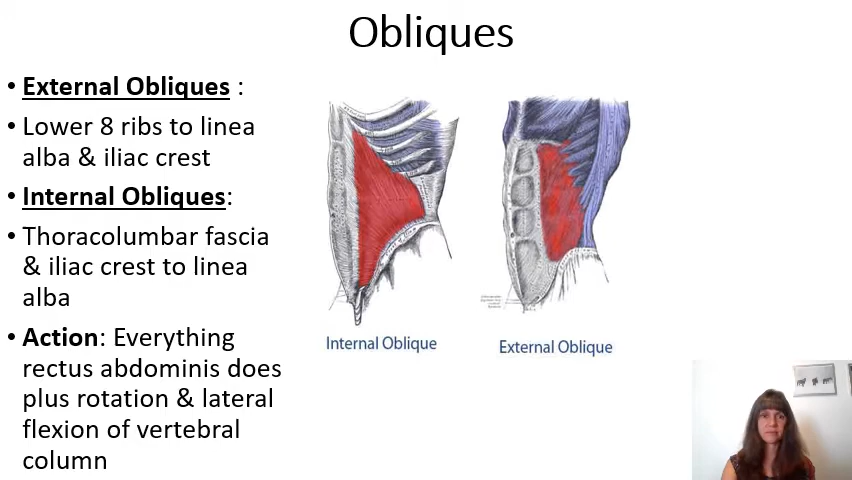 Obliques
• External Obliques :
• Lower 8 ribs to linea
alba & iliac crest
• Internal Obliques:
• Thoracolumbar fascia
& iliac crest to linea
alba
• Action: Everything
rectus abdominis does
plus rotation & lateral
flexion of vertebral
column
Internal Oblique
External Oblique